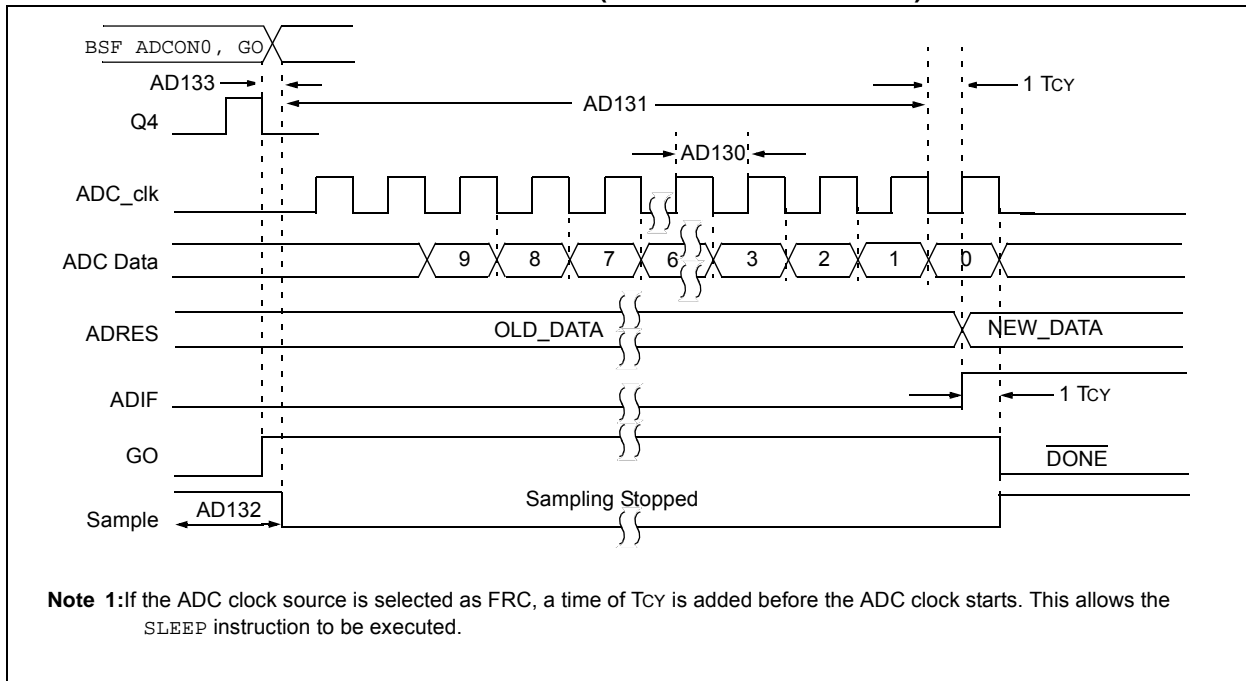 BSF ADCON0, GO
AD133
1 TCY
AD131
Q4
AD130
ADC_clk
ADC Data
9 8 7 6 3 2 1 0
ADRES
OLD_DATA
NEW_DATA
ADIF
1 TCY
GO
DONE
Sampling Stopped
AD132
Sample
Note 1:If the ADC clock source is selected as FRC, a time of TCY is added before the ADC clock starts. This allows the
SLEEP instruction to be executed.